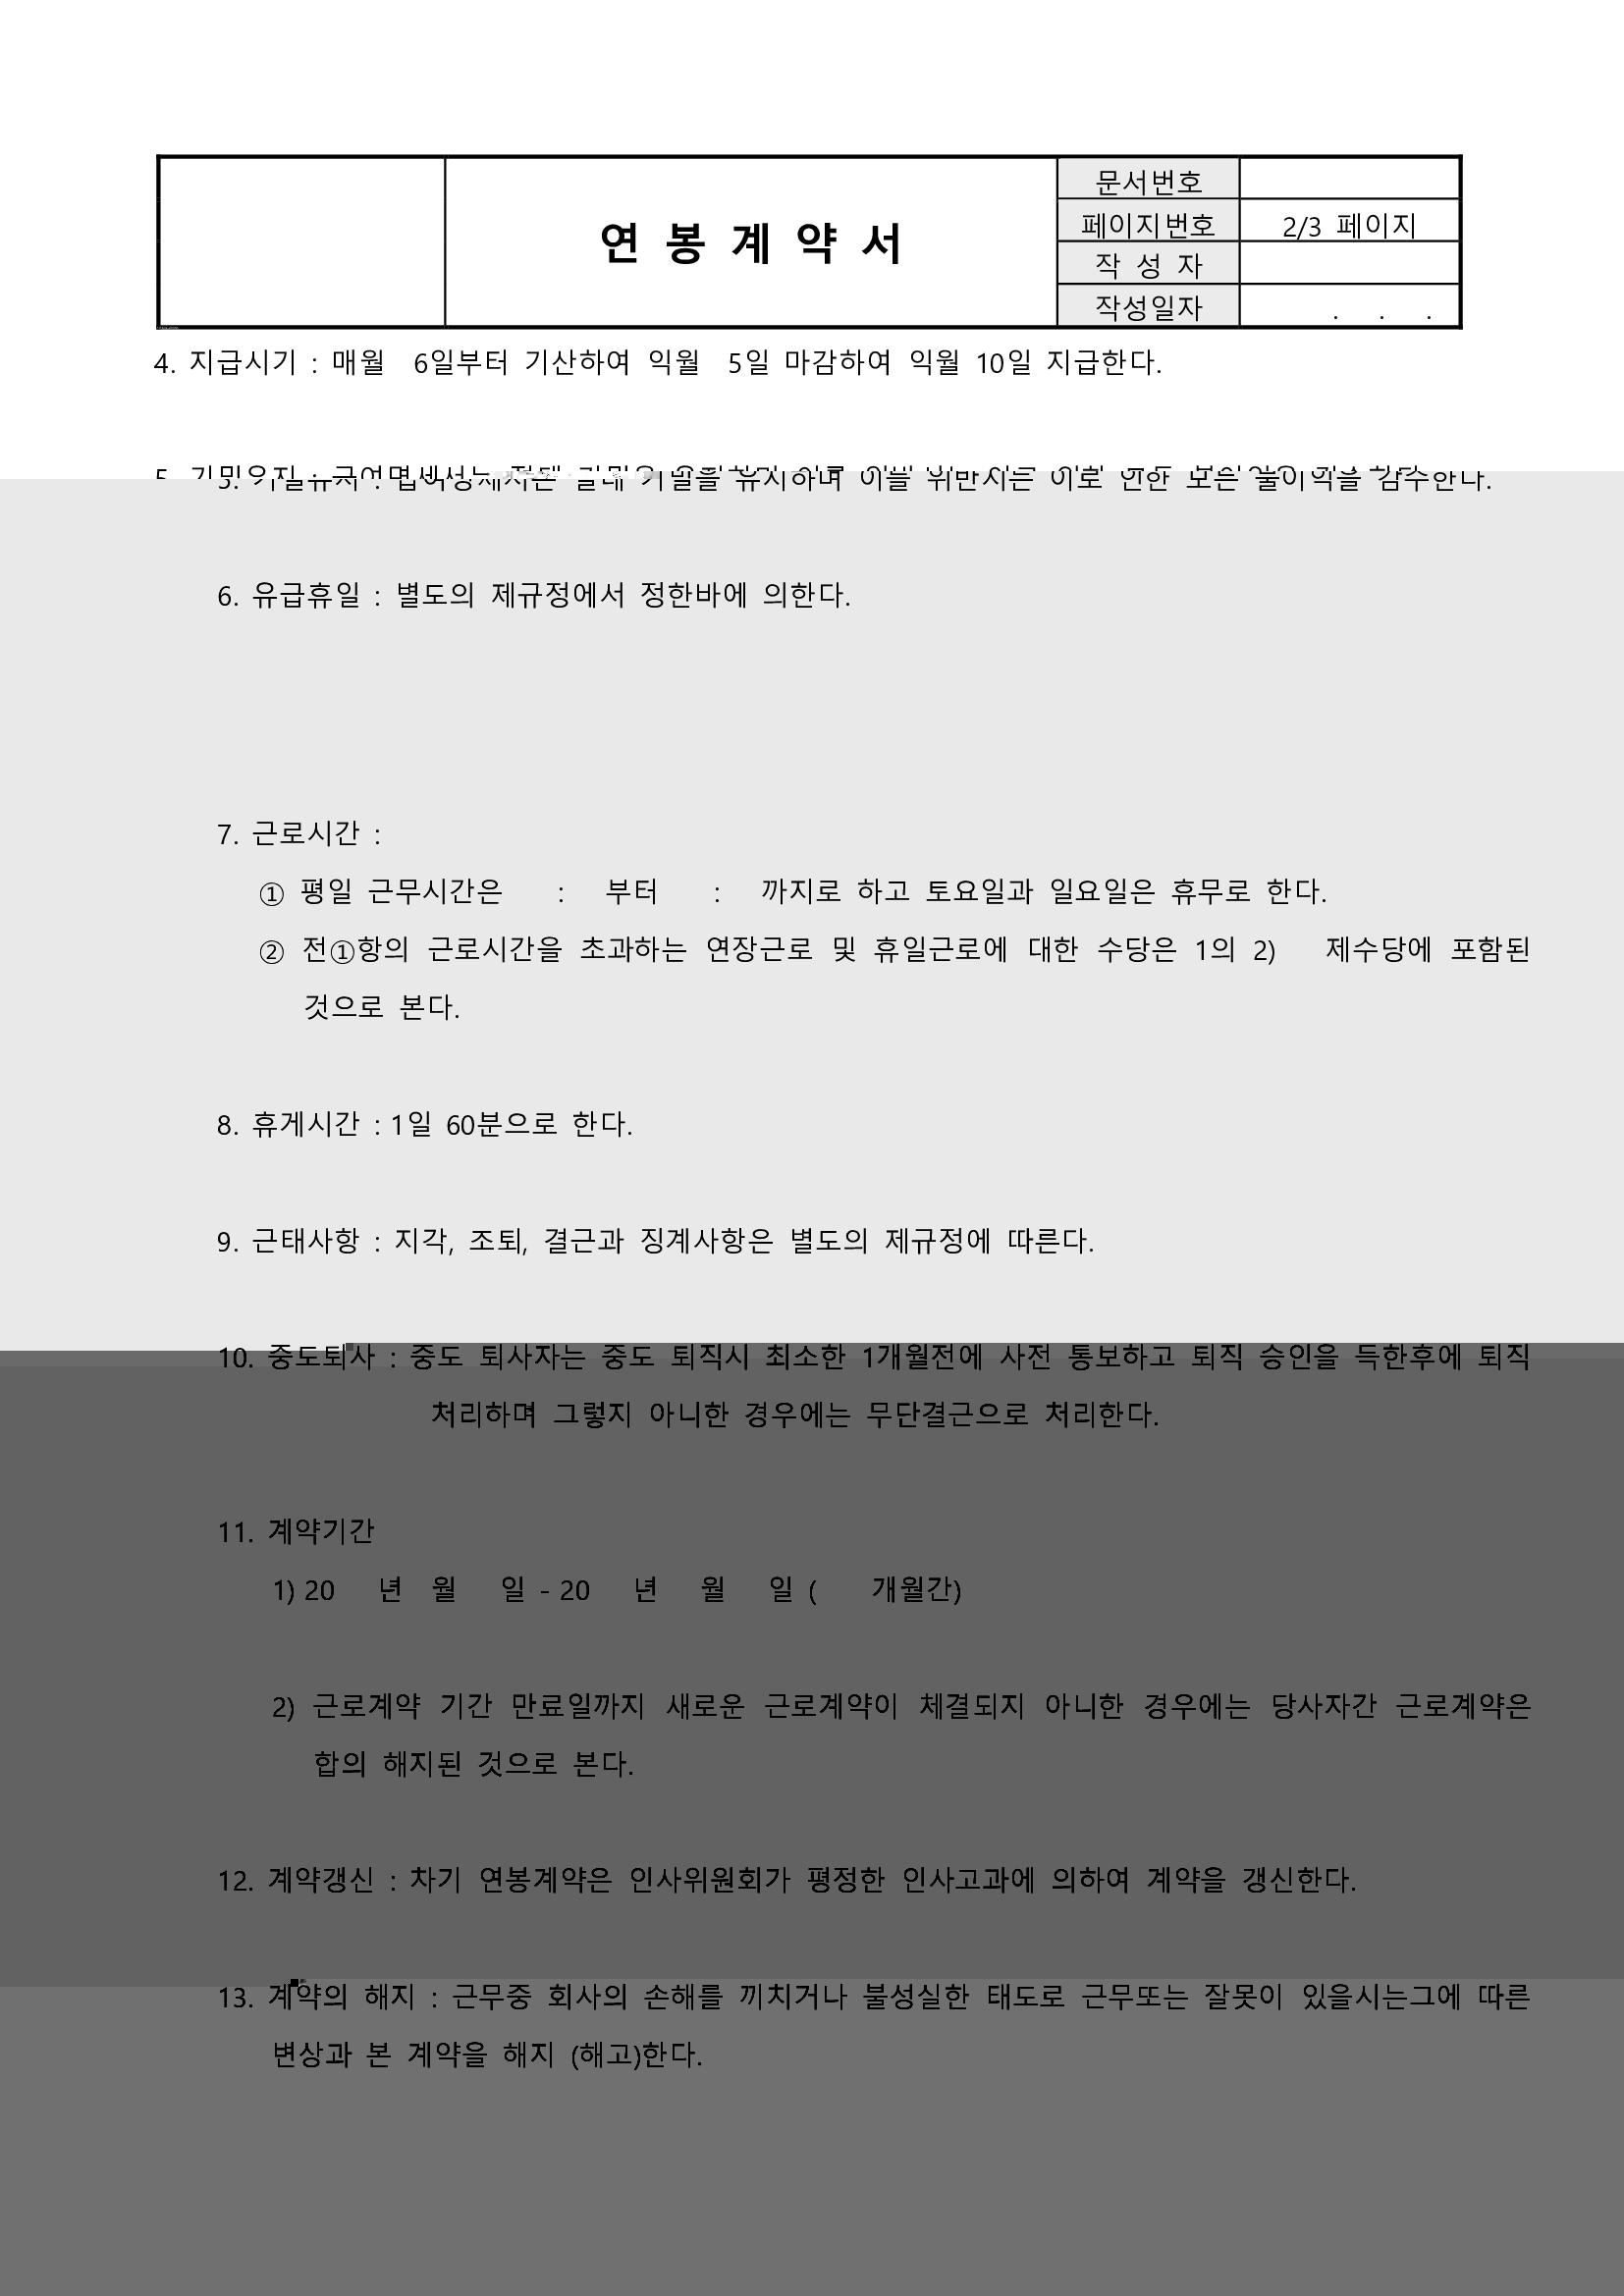 연 봉 계 약 서
문서번호
페이지번호 2/3 페이지
작 성 자
작성일자 . . .
4. 지급시기 : 매월 6일부터 기산하여 익월 5일 마감하여 익월 10일 지급한다.
5. 기밀유지 : 급여명세서는 절대 기밀을 유지하며 이를 위반시는 이로 인한 모든 불이익을 감수한다.
6. 유급휴일 : 별도의 제규정에서 정한바에 의한다.
7. 근로시간 :
① 평일 근무시간은 : 부터 : 까지로 하고 토요일과 일요일은 휴무로 한다.
② 전①항의 근로시간을 초과하는 연장근로 및 휴일근로에 대한 수당은 1의 2) 제수당에 포함된
것으로 본다.
8. 휴게시간 : 1일 60분으로 한다.
9. 근태사항 : 지각, 조퇴, 결근과 징계사항은 별도의 제규정에 따른다.
10. 중도퇴사 : 중도 퇴사자는 중도 퇴직시 최소한 1개월전에 사전 통보하고 퇴직 승인을 득한후에 퇴직
처리하며 그렇지 아니한 경우에는 무단결근으로 처리한다.
11. 계약기간
1) 20 년 월 일 - 20 년 월 일 ( 개월간)
2) 근로계약 기간 만료일까지 새로운 근로계약이 체결되지 아니한 경우에는 당사자간 근로계약은
합의 해지된 것으로 본다.
12. 계약갱신 : 차기 연봉계약은 인사위원회가 평정한 인사고과에 의하여 계약을 갱신한다.
13. 계약의 해지 : 근무중 회사의 손해를 끼치거나 불성실한 태도로 근무또는 잘못이 있을시는그에 따른
변상과 본 계약을 해지 (해고)한다.